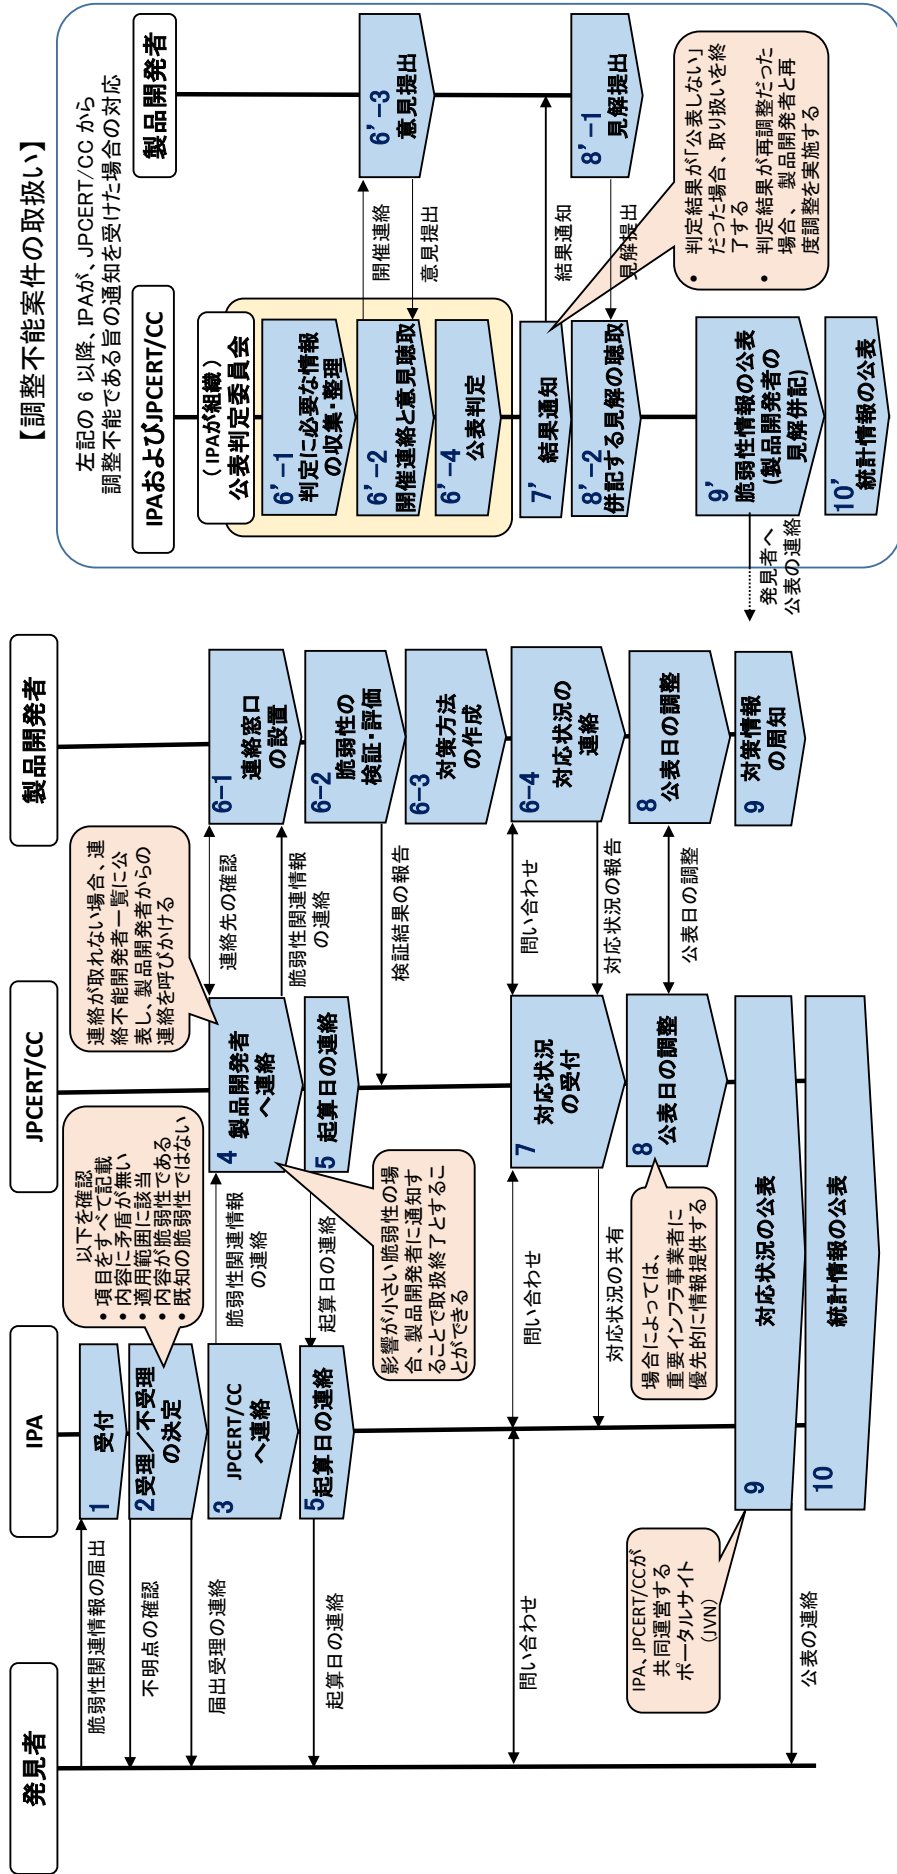 発見者
IPA
JPCERT/CC
製品開発者
脆弱性関連情報の届出
1
受付
不明点の確認
2
受理／不受理
の決定
以下を確認
• 項目をすべて記載
• 内容に矛盾が無い
• 適用範囲に該当
• 内容が脆弱性である
• 既知の脆弱性ではない
届出受理の連絡
3
JPCERT/CC
へ連絡
脆弱性関連情報
の連絡
4
製品開発者
へ連絡
連絡が取れない場合、連
絡不能開発者一覧に公
表し、製品開発者からの
連絡を呼びかける
連絡先の確認
6-1
連絡窓口
の設置
脆弱性関連情報
の連絡
影響が小さい脆弱性の場
合、製品開発者に通知す
ることで取扱終了とするこ
とができる
起算日の連絡
5
起算日の連絡
起算日の連絡
5
起算日の連絡
6-2
脆弱性の
検証・評価
検証結果の報告
6-3
対策方法
の作成
問い合わせ
問い合わせ
問い合わせ
7
対応状況
の受付
6-4
対応状況の
連絡
対応状況の共有
対応状況の報告
場合によっては、
重要インフラ事業者に
優先的に情報提供する
8
公表日の調整
公表日の調整
8
公表日の調整
IPA、JPCERT/CCが
共同運営する
ポータルサイト
(JVN)
9
対応状況の公表
9
対策情報
の周知
公表の連絡
10
統計情報の公表
【調整不能案件の取扱い】
左記の 6 以降、IPAが、JPCERT/CC から
調整不能である旨の通知を受けた場合の対応
IPAおよびJPCERT/CC
製品開発者
(IPAが組織)
公表判定委員会
6’-1
判定に必要な情報
の収集・整理
6’-2
開催連絡と意見聴取
開催連絡
意見提出
6’-3
意見提出
6’-4
公表判定
7’
結果通知
結果通知
• 判定結果が「公表しない」
だった場合、取り扱いを終
了する
• 判定結果が再調整だった
場合、製品開発者と再
度調整を実施する
8’-2
併記する見解の聴取
見解提出
8’-1
見解提出
9’
脆弱性情報の公表
(製品開発者の
見解併記)
発見者へ
公表の連絡
10’
統計情報の公表